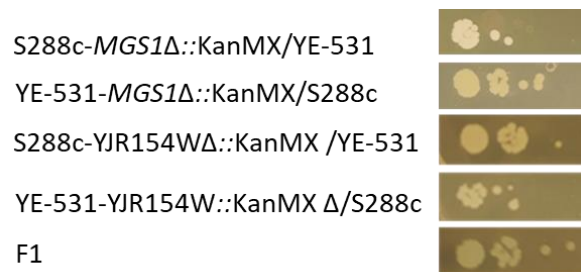 S288c-MGS1Δ::KanMX/YE-531
YE-531-MGS1Δ::KanMX/S288c
S288c-YJR154WΔ::KanMX /YE-531
YE-531-YJR154W::KanMX Δ/S288c
F1